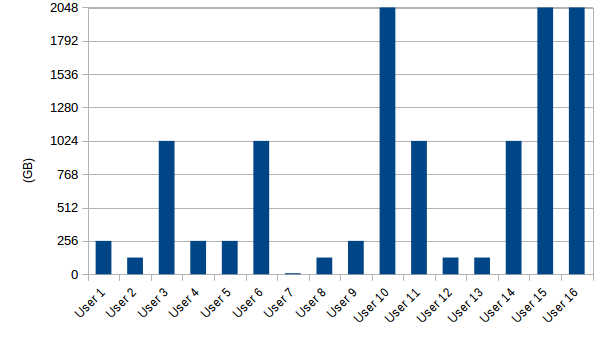 2048
1792
1536
1280
1024
768
512
256
0
(GB)
User 1
User 2
User 3
User 4
User 5
User 6
User 7
User 8
User 9
User 10
User 11
User 12
User 13
User 14
User 15
User 16